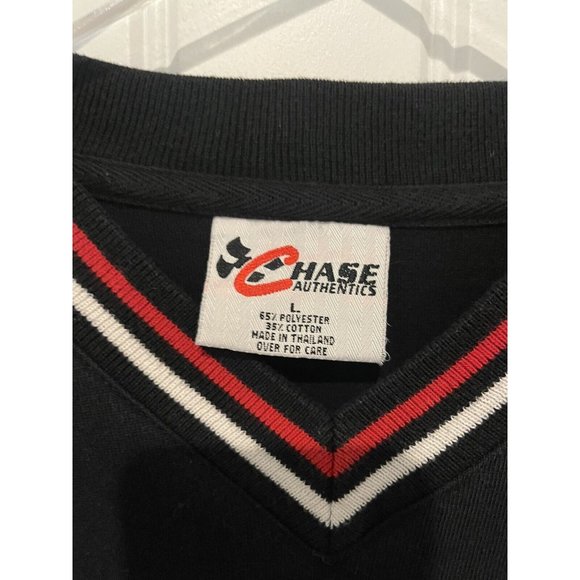 CHASE
AUTHENTICS
L
65% POLYESTER
35% COTTON
MADE IN THAILAND
OVER FOR CARE